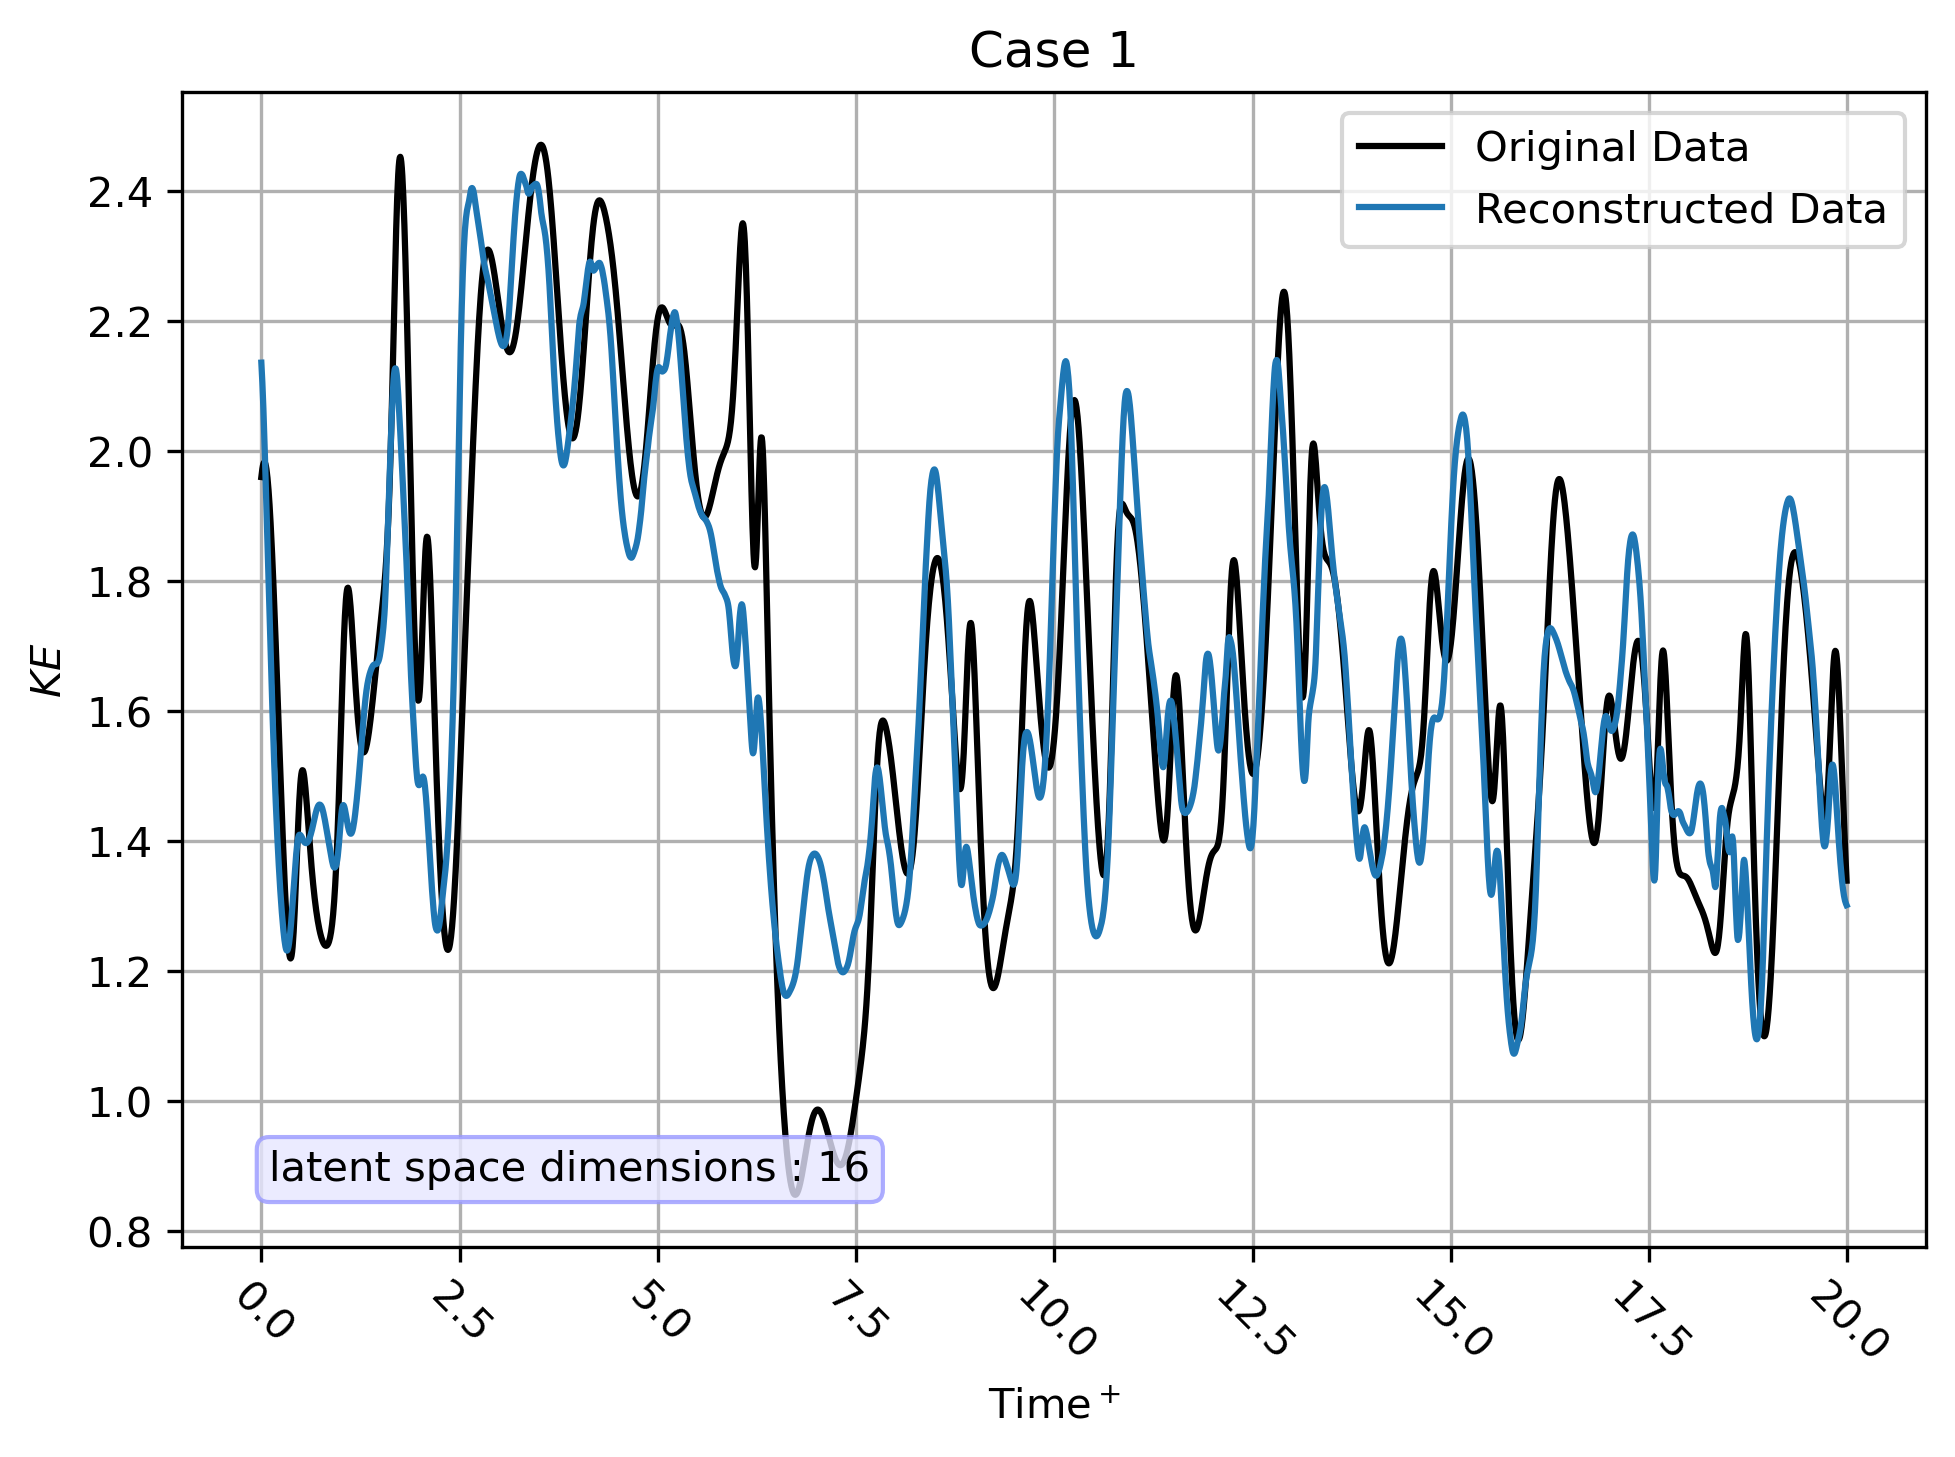 Case 1
Original Data
Reconstructed Data
2.4
2.2
2.0
1.8
1.6
1.4
1.2
1.0
0.8
KE
latent space dimensions : 16
0.0 2.5 5.0 7.5 10.0 12.5 15.0 17.5 20.0
Time⁺